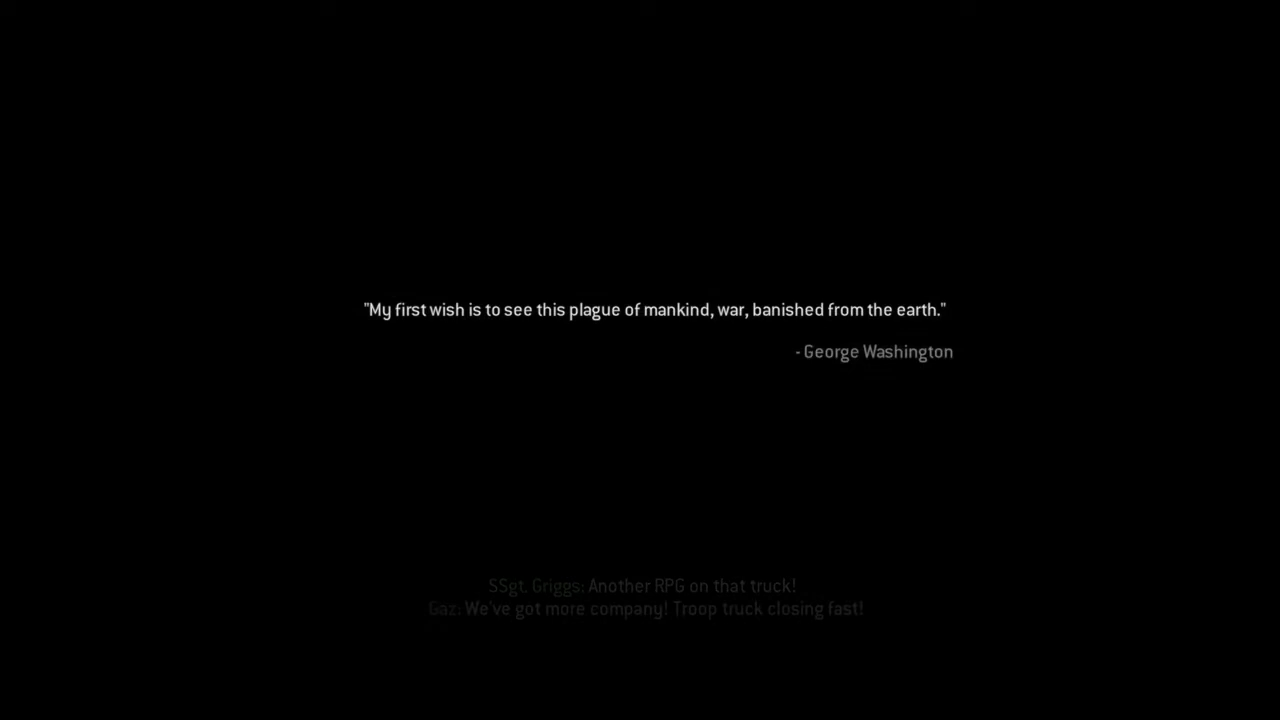 "My first wish is to see this plague of mankind, war, banished from the earth."
- George Washington
SSgt. Griggs: Another RPG on that truck!
Gaz: We've got more company! Troop truck closing fast!